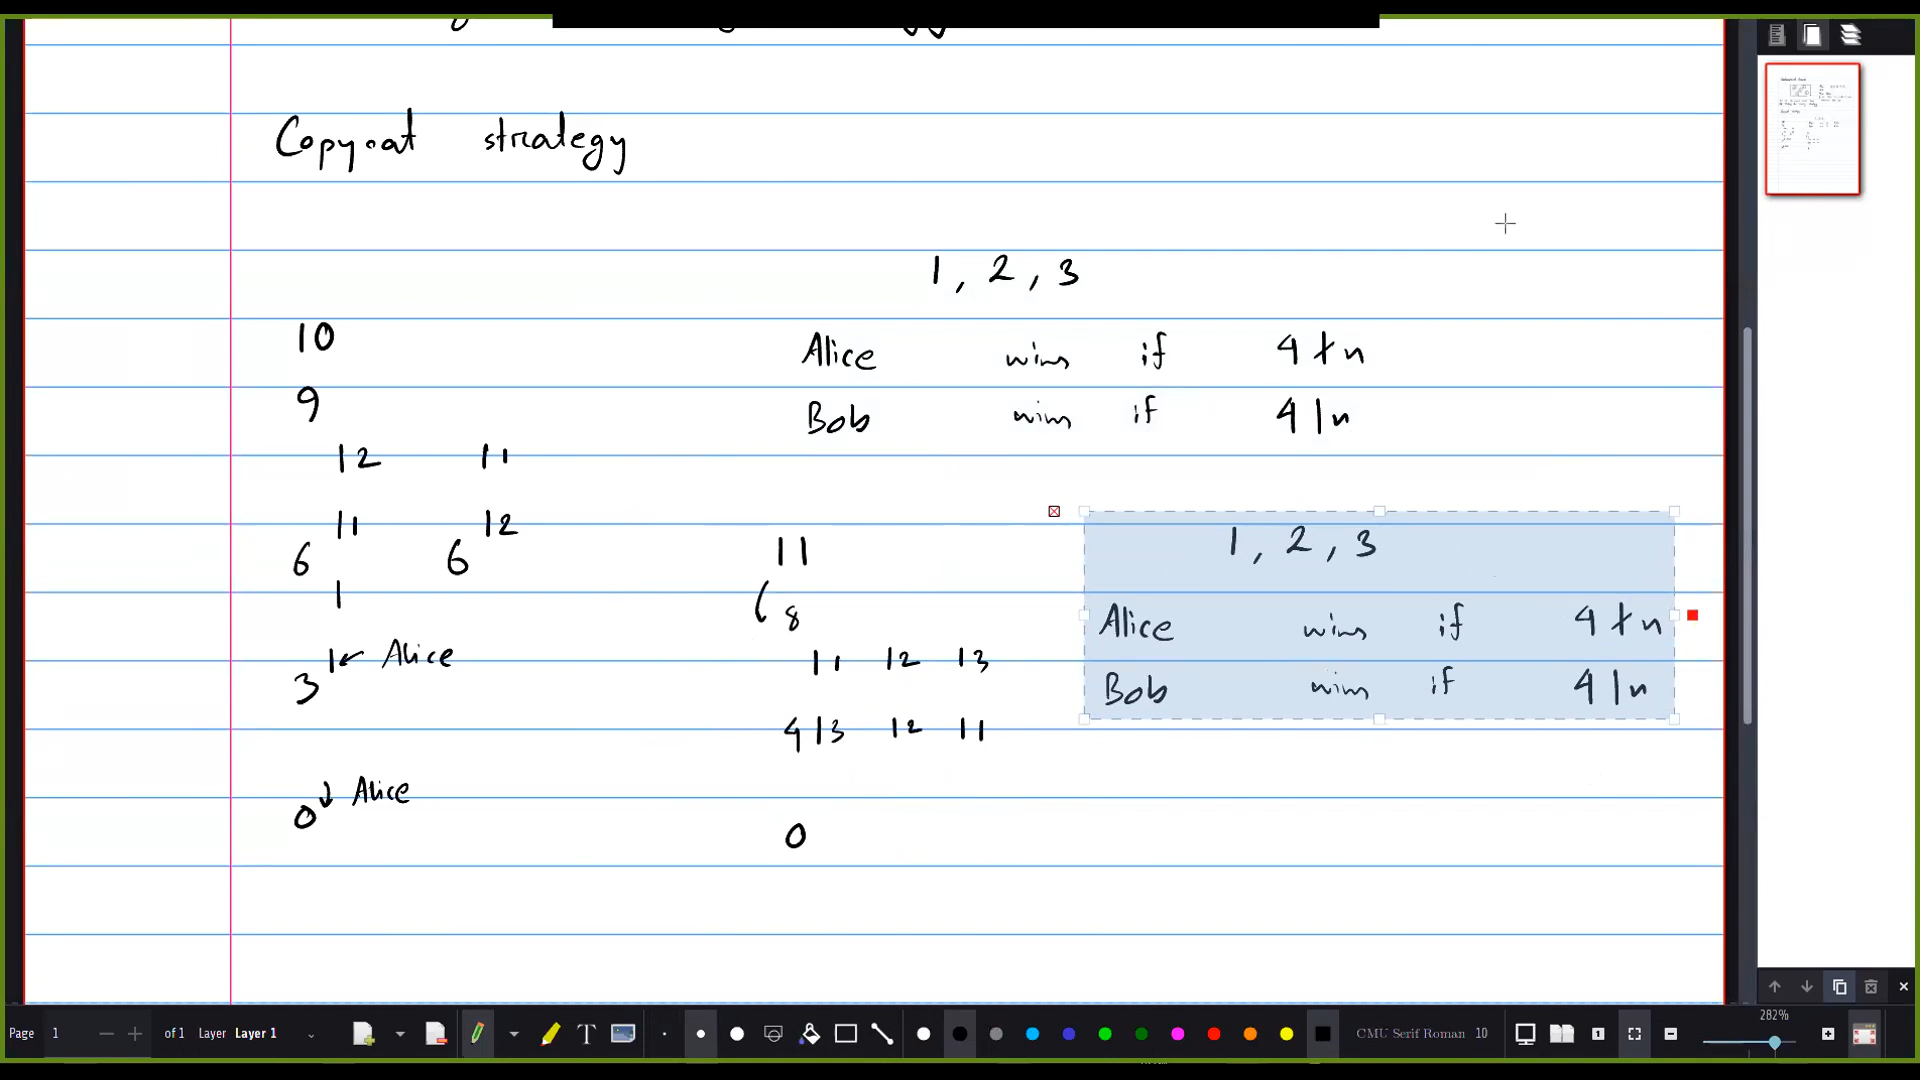 Copycat strategy
1, 2, 3
10
Alice wins if 4 ∤ n
9
Bob wins if 4 | n
12 11
11 12
6 6
1
11
8
1, 2, 3
Alice wins if 4 ∤ n
Bob wins if 4 | n
3 1 ← Alice
11 12 13
4 13 12 11
0 ↓ Alice
0
Page 1 of 1 Layer Layer 1
CMU Serif Roman 10
282%